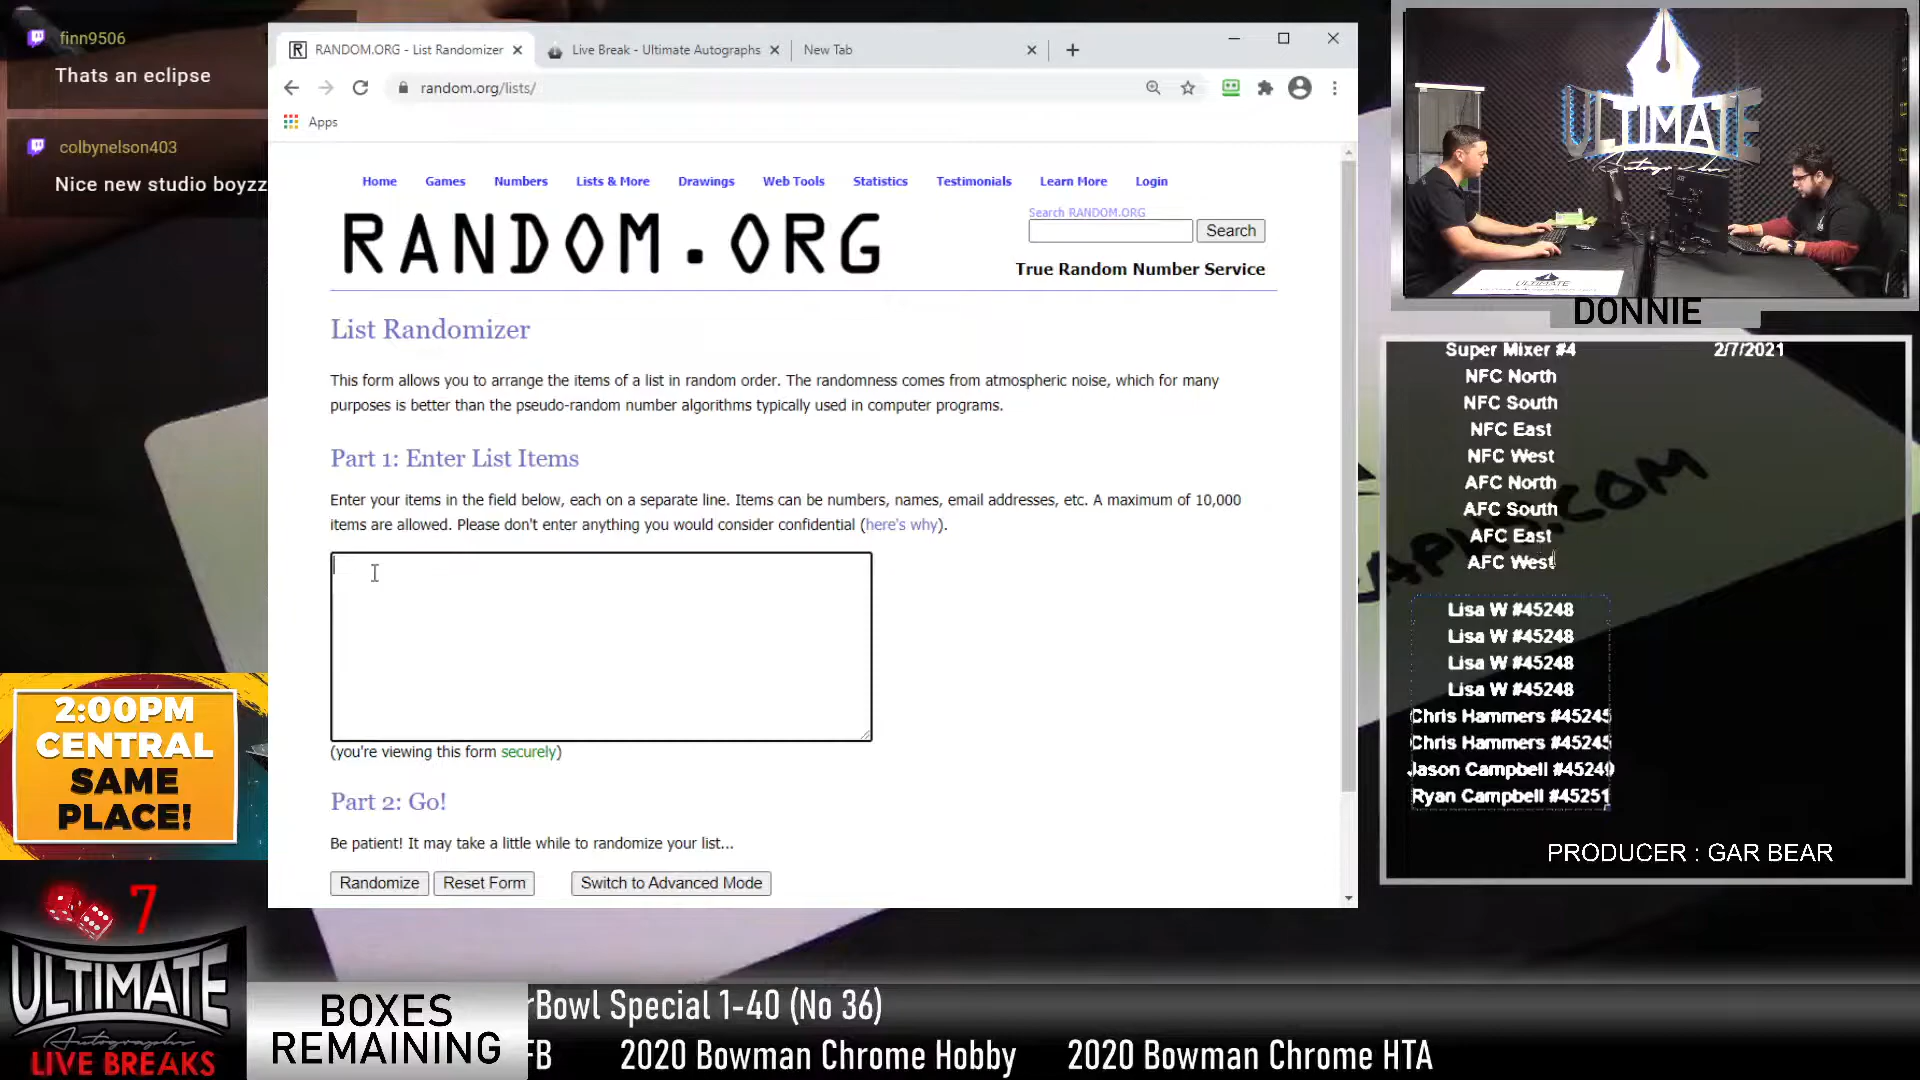 finn9506
Thats an eclipse
colbynelson403
Nice new studio boyzz
RANDOM.ORG - List Randomizer
Live Break - Ultimate Autographs
New Tab
random.org/lists/
Apps
Home Games Numbers Lists & More Drawings Web Tools Statistics Testimonials Learn More Login
RANDOM.ORG
Search RANDOM.ORG
Search
True Random Number Service
List Randomizer
This form allows you to arrange the items of a list in random order. The randomness comes from atmospheric noise, which for many
purposes is better than the pseudo-random number algorithms typically used in computer programs.
Part 1: Enter List Items
Enter your items in the field below, each on a separate line. Items can be numbers, names, email addresses, etc. A maximum of 10,000
items are allowed. Please don't enter anything you would consider confidential (here's why).
(you're viewing this form securely)
Part 2: Go!
Be patient! It may take a little while to randomize your list...
Randomize Reset Form Switch to Advanced Mode
ULTIMATE
Autographs
ULTIMATE
DONNIE
Super Mixer #4 2/7/2021
NFC North
NFC South
NFC East
NFC West
AFC North
AFC South
AFC East
AFC West
Lisa W #45248
Lisa W #45248
Lisa W #45248
Lisa W #45248
Chris Hammers #45245
Chris Hammers #45245
Jason Campbell #45249
Ryan Campbell #45251
PRODUCER : GAR BEAR
APHS.COM
2:00PM
CENTRAL
SAME
PLACE!
7
ULTIMATE
Autographs
LIVE BREAKS
BOXES
REMAINING
rBowl Special 1-40 (No 36)
FB 2020 Bowman Chrome Hobby 2020 Bowman Chrome HTA